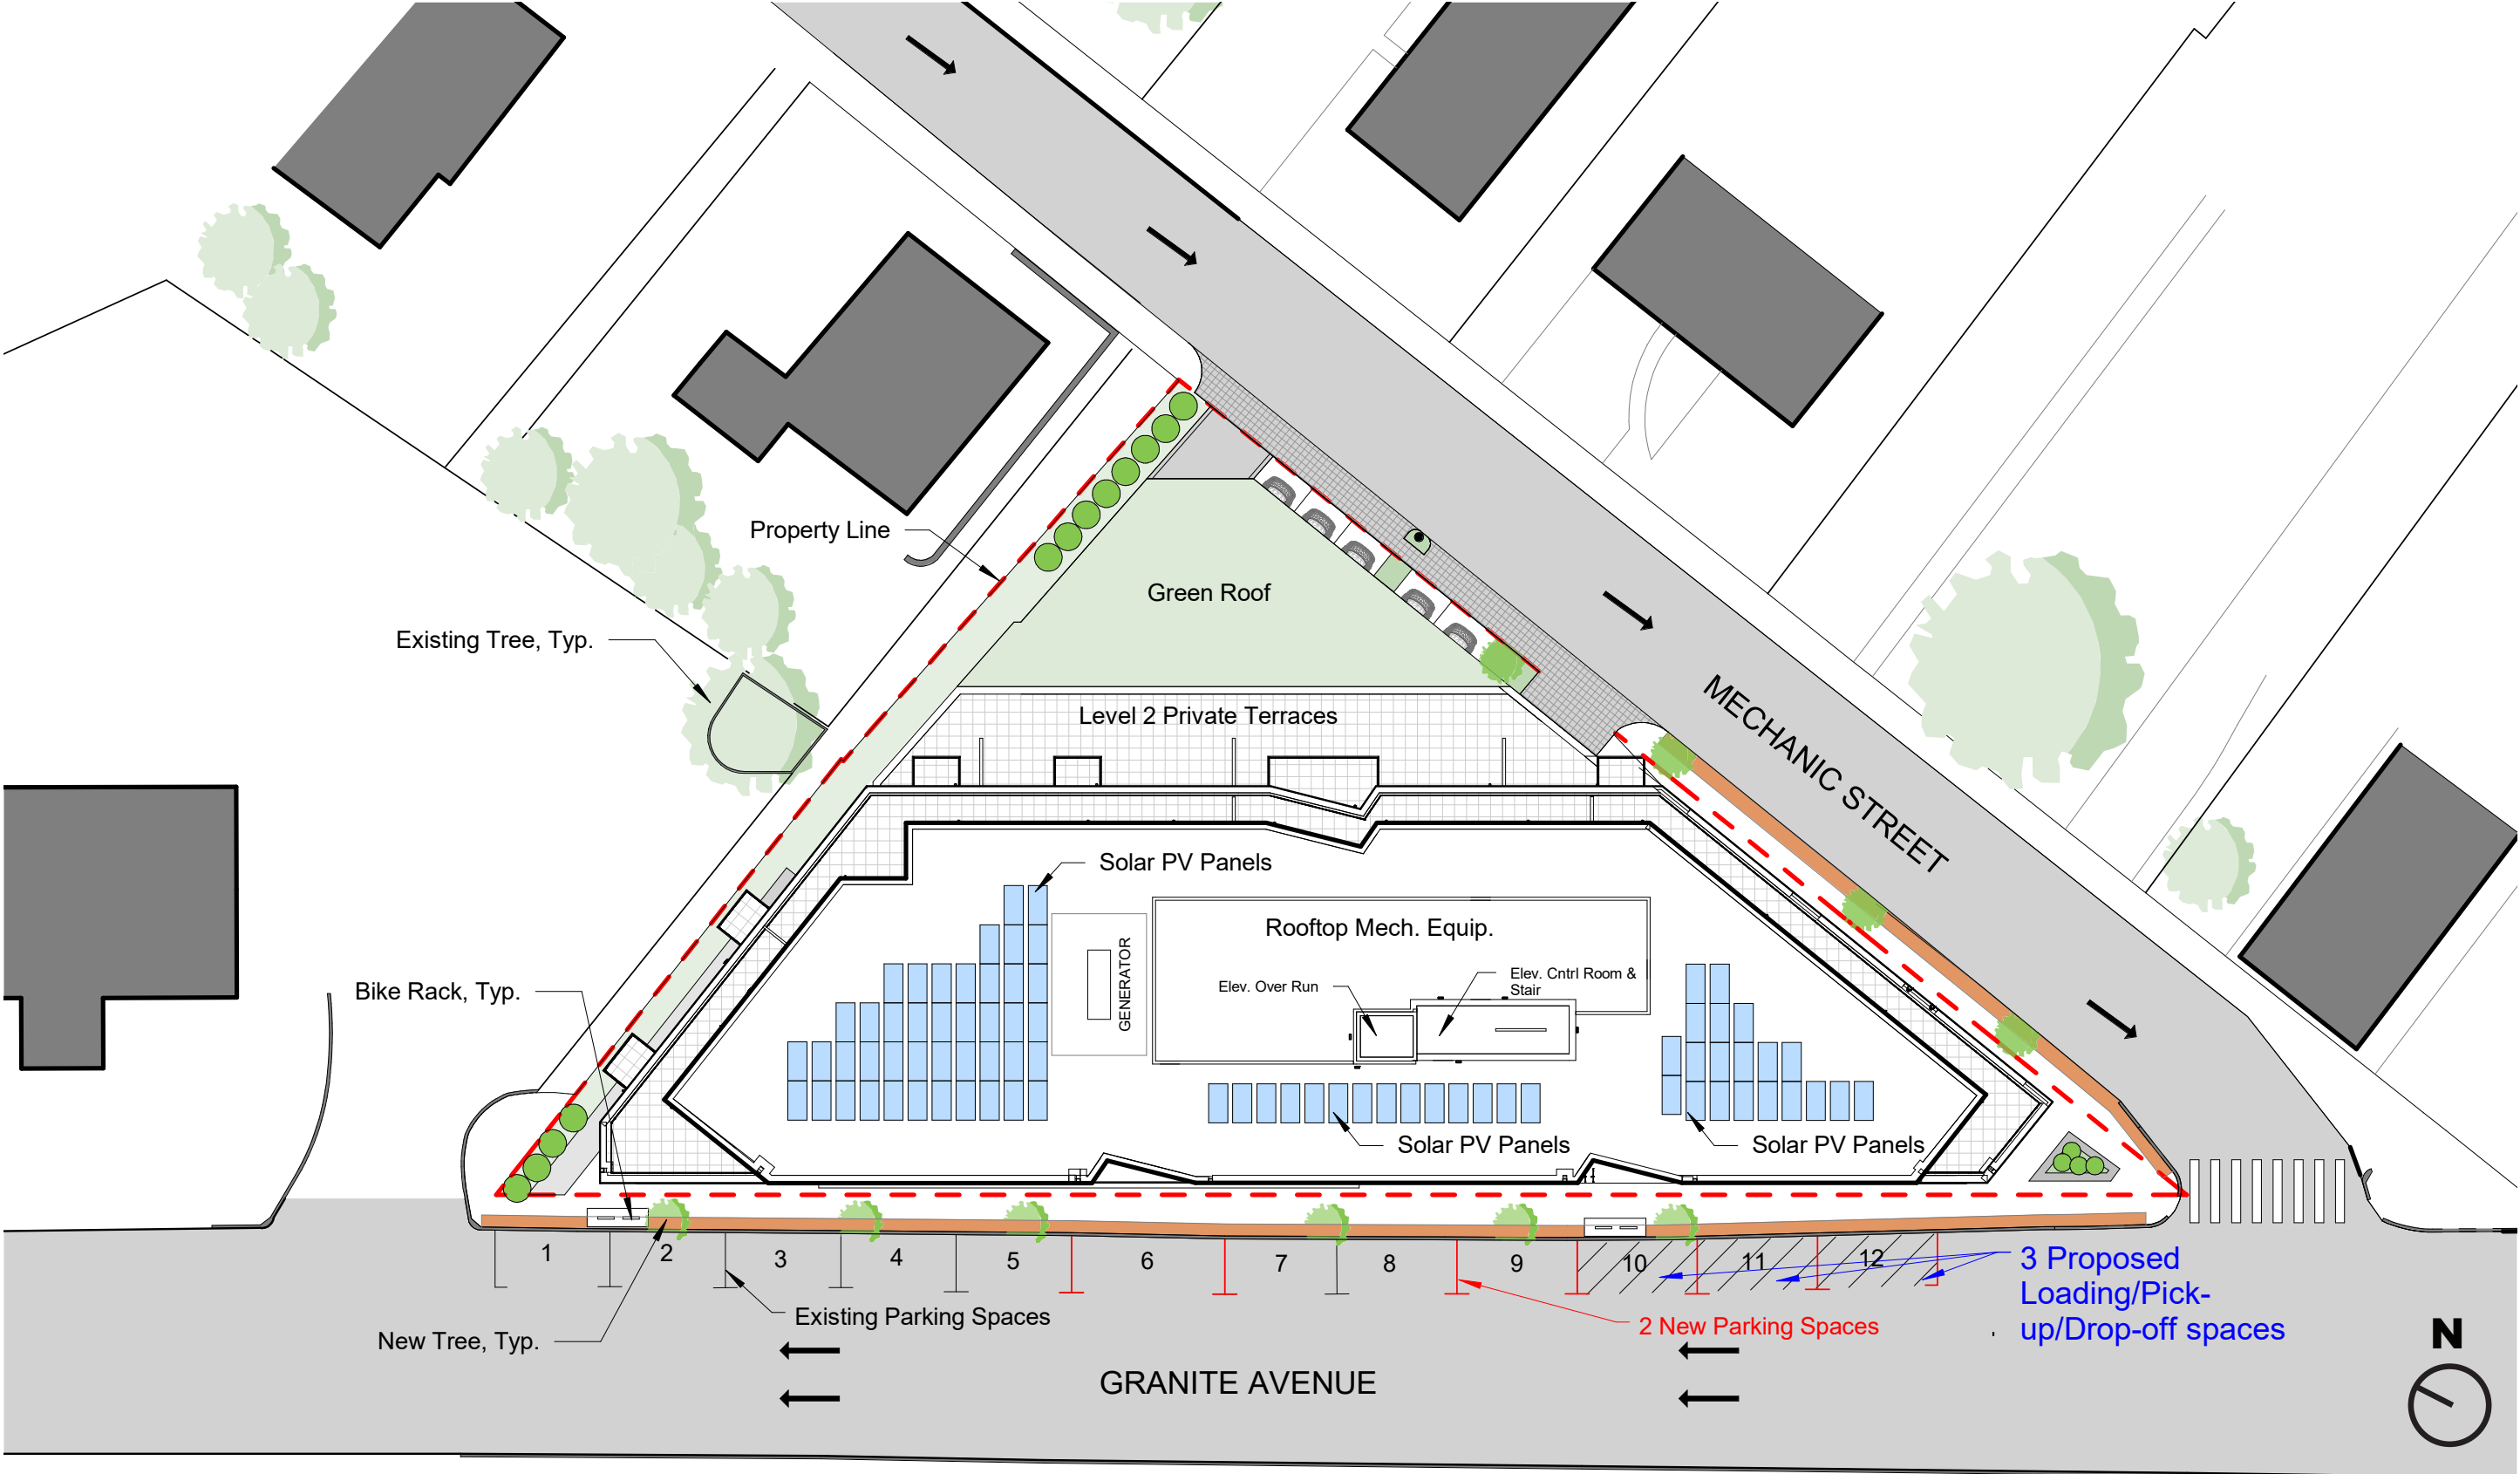 Property Line
Green Roof
Existing Tree, Typ.
Level 2 Private Terraces
MECHANIC STREET
Solar PV Panels
Rooftop Mech. Equip.
GENERATOR
Elev. Over Run
Elev. Cntrl Room &
Stair
Bike Rack, Typ.
Solar PV Panels
Solar PV Panels
1 2 3 4 5 6 7 8 9 10 11 12
3 Proposed
Loading/Pick-
up/Drop-off spaces
Existing Parking Spaces
2 New Parking Spaces
New Tree, Typ.
GRANITE AVENUE
N